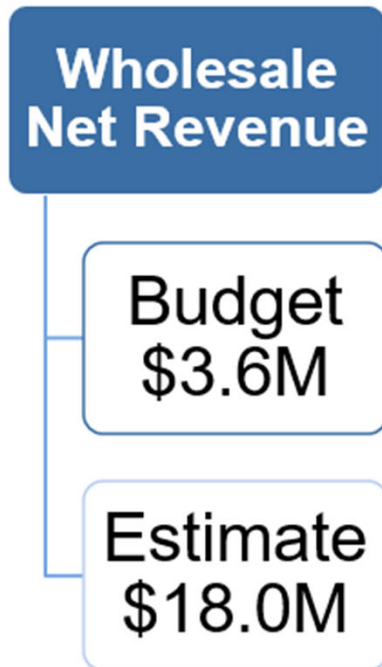 Wholesale
Net Revenue
Budget
$3.6M
Estimate
$18.0M